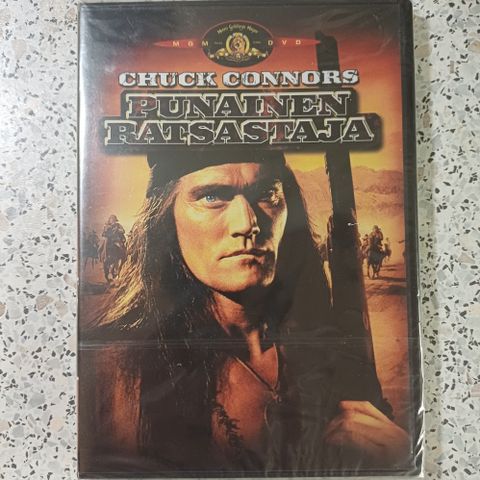 MGM DVD
CHUCK CONNORS
PUNAINEN
RATSASTAJA